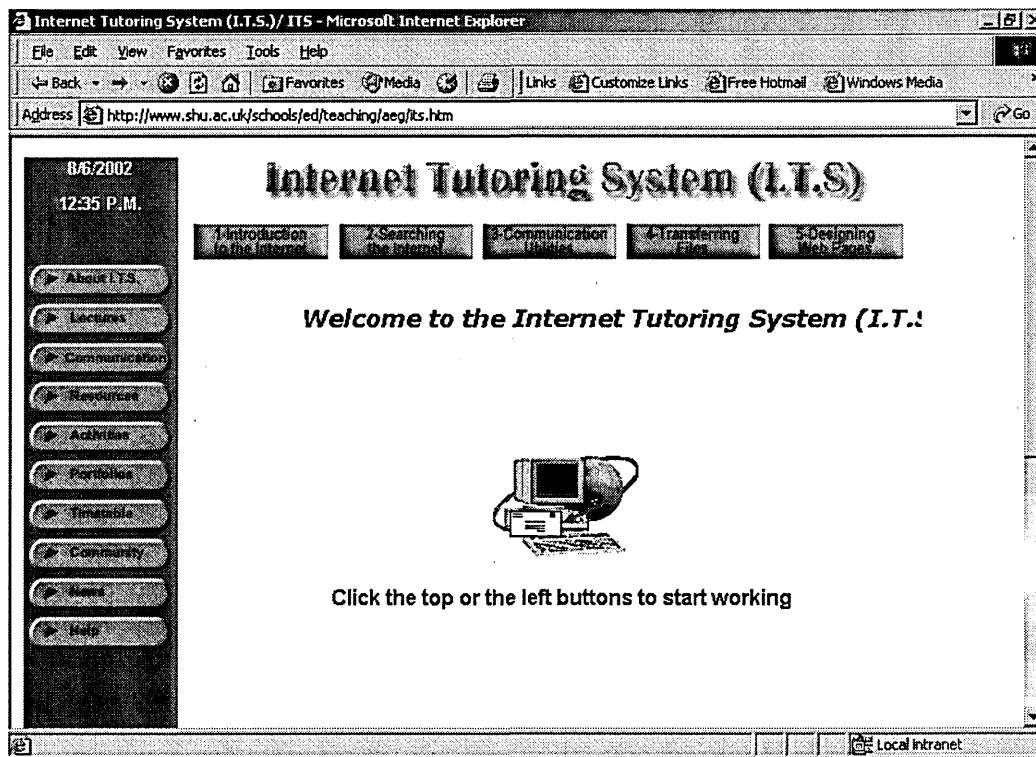 Internet Tutoring System (I.T.S.)/ ITS - Microsoft Internet Explorer
File Edit View Favorites Tools Help
Back Favorites Media Links Customize Links Free Hotmail Windows Media
Address http://www.shu.ac.uk/schools/ed/teaching/aeg/its.htm Go
8/6/2002
12:35 P.M.
Internet Tutoring System (I.T.S)
1-Introduction to the Internet
2-Searching the Internet
3-Communication Utilities
4-Transferring Files
5-Designing Web Pages
About I.T.S.
Lectures
Communication
Resources
Activities
Portfolios
Timetable
Community
News
Help
Welcome to the Internet Tutoring System (I.T.S
Click the top or the left buttons to start working
Local intranet